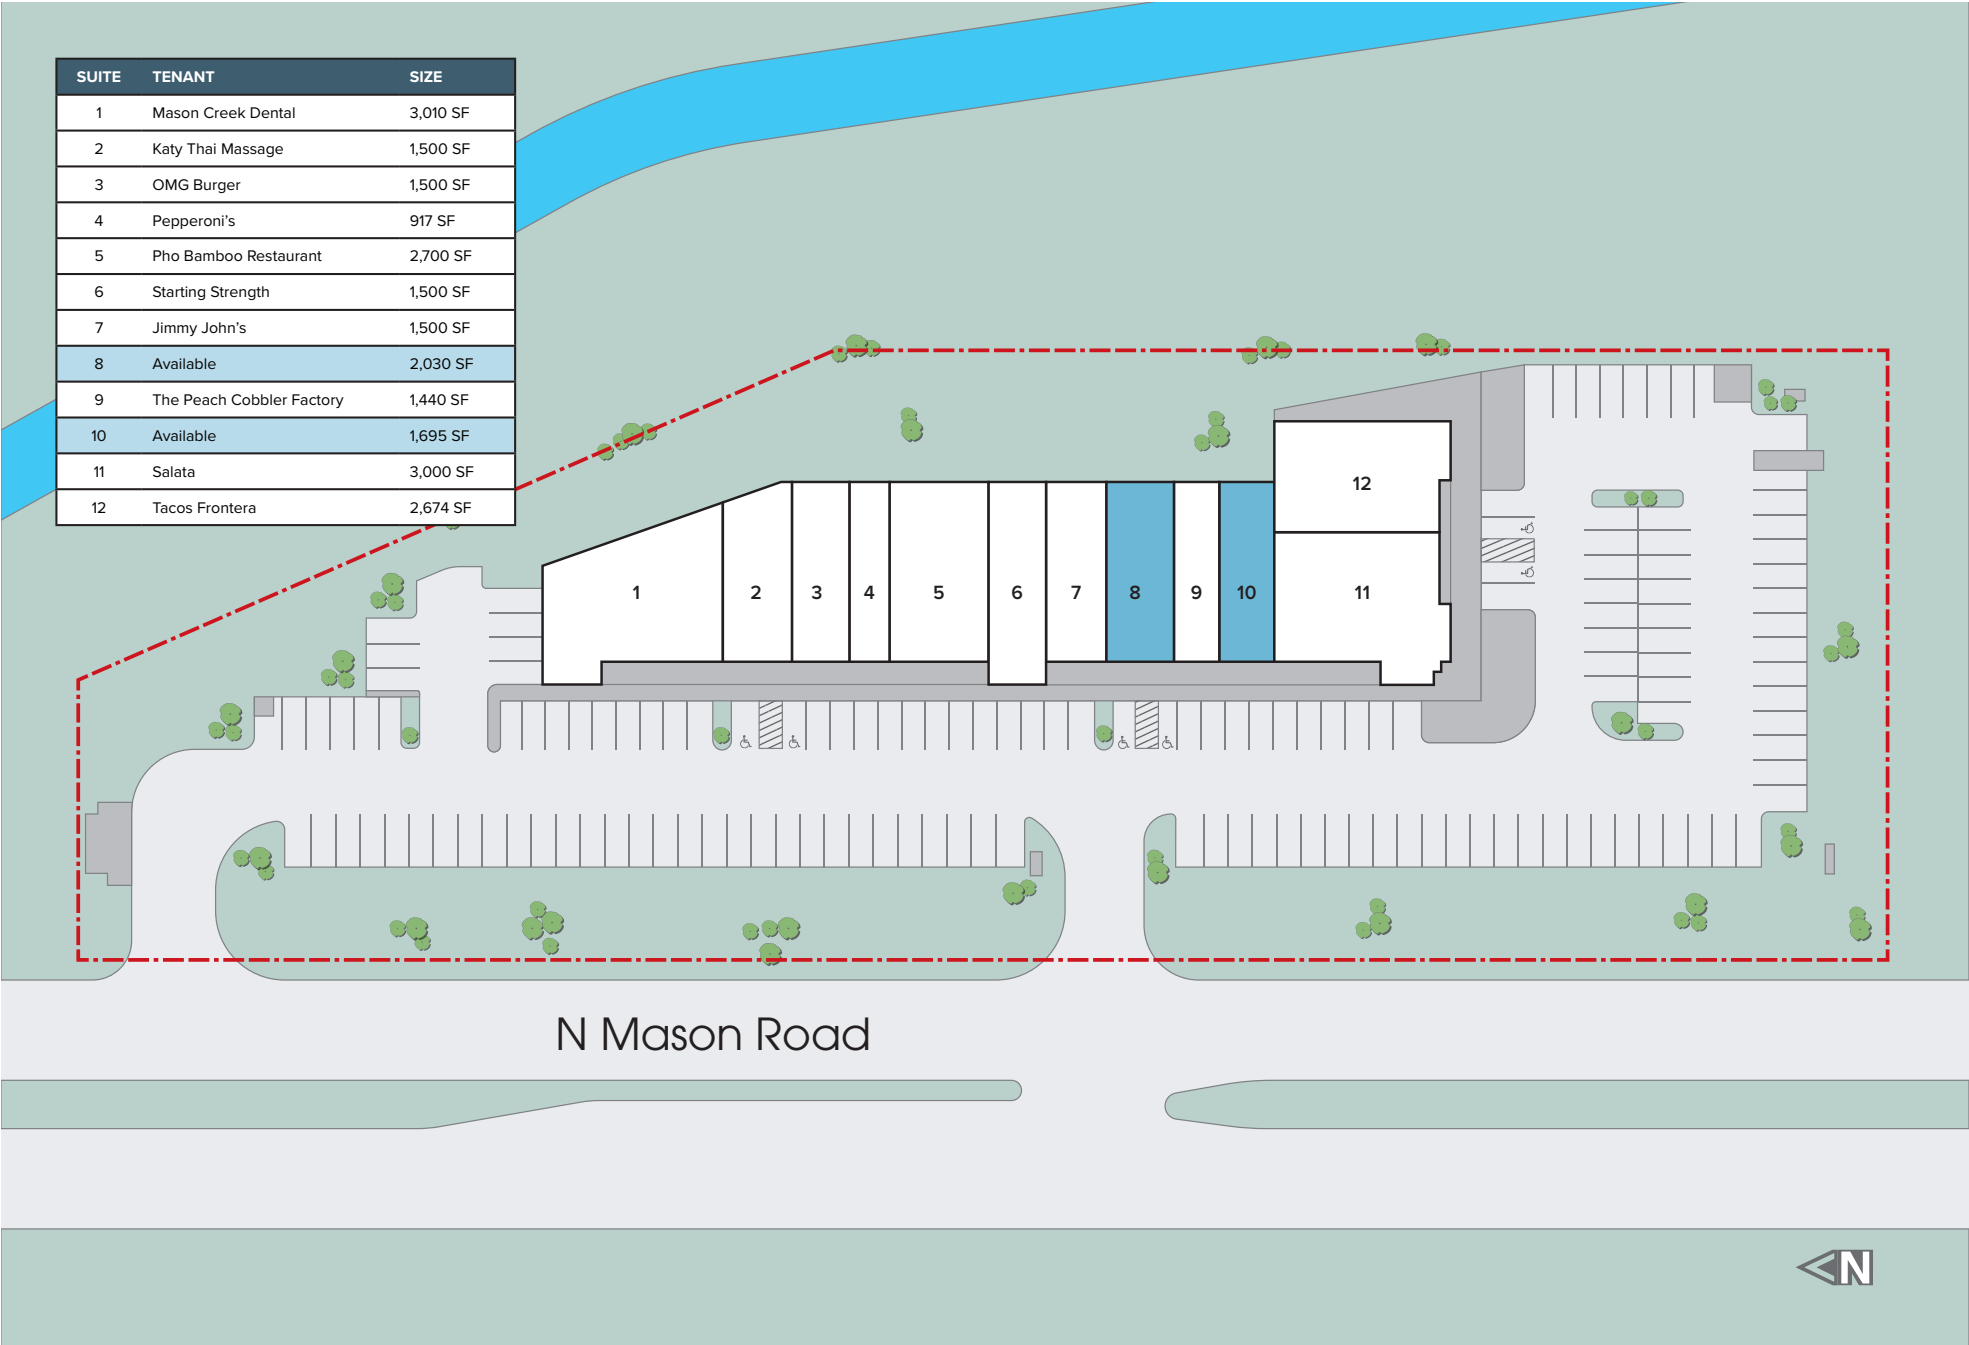 SUITE TENANT SIZE
1 Mason Creek Dental 3,010 SF
2 Katy Thai Massage 1,500 SF
3 OMG Burger 1,500 SF
4 Pepperoni's 917 SF
5 Pho Bamboo Restaurant 2,700 SF
6 Starting Strength 1,500 SF
7 Jimmy John's 1,500 SF
8 Available 2,030 SF
9 The Peach Cobbler Factory 1,440 SF
10 Available 1,695 SF
11 Salata 3,000 SF
12 Tacos Frontera 2,674 SF
12
1 2 3 4 5 6 7 8 9 10 11
N Mason Road
N